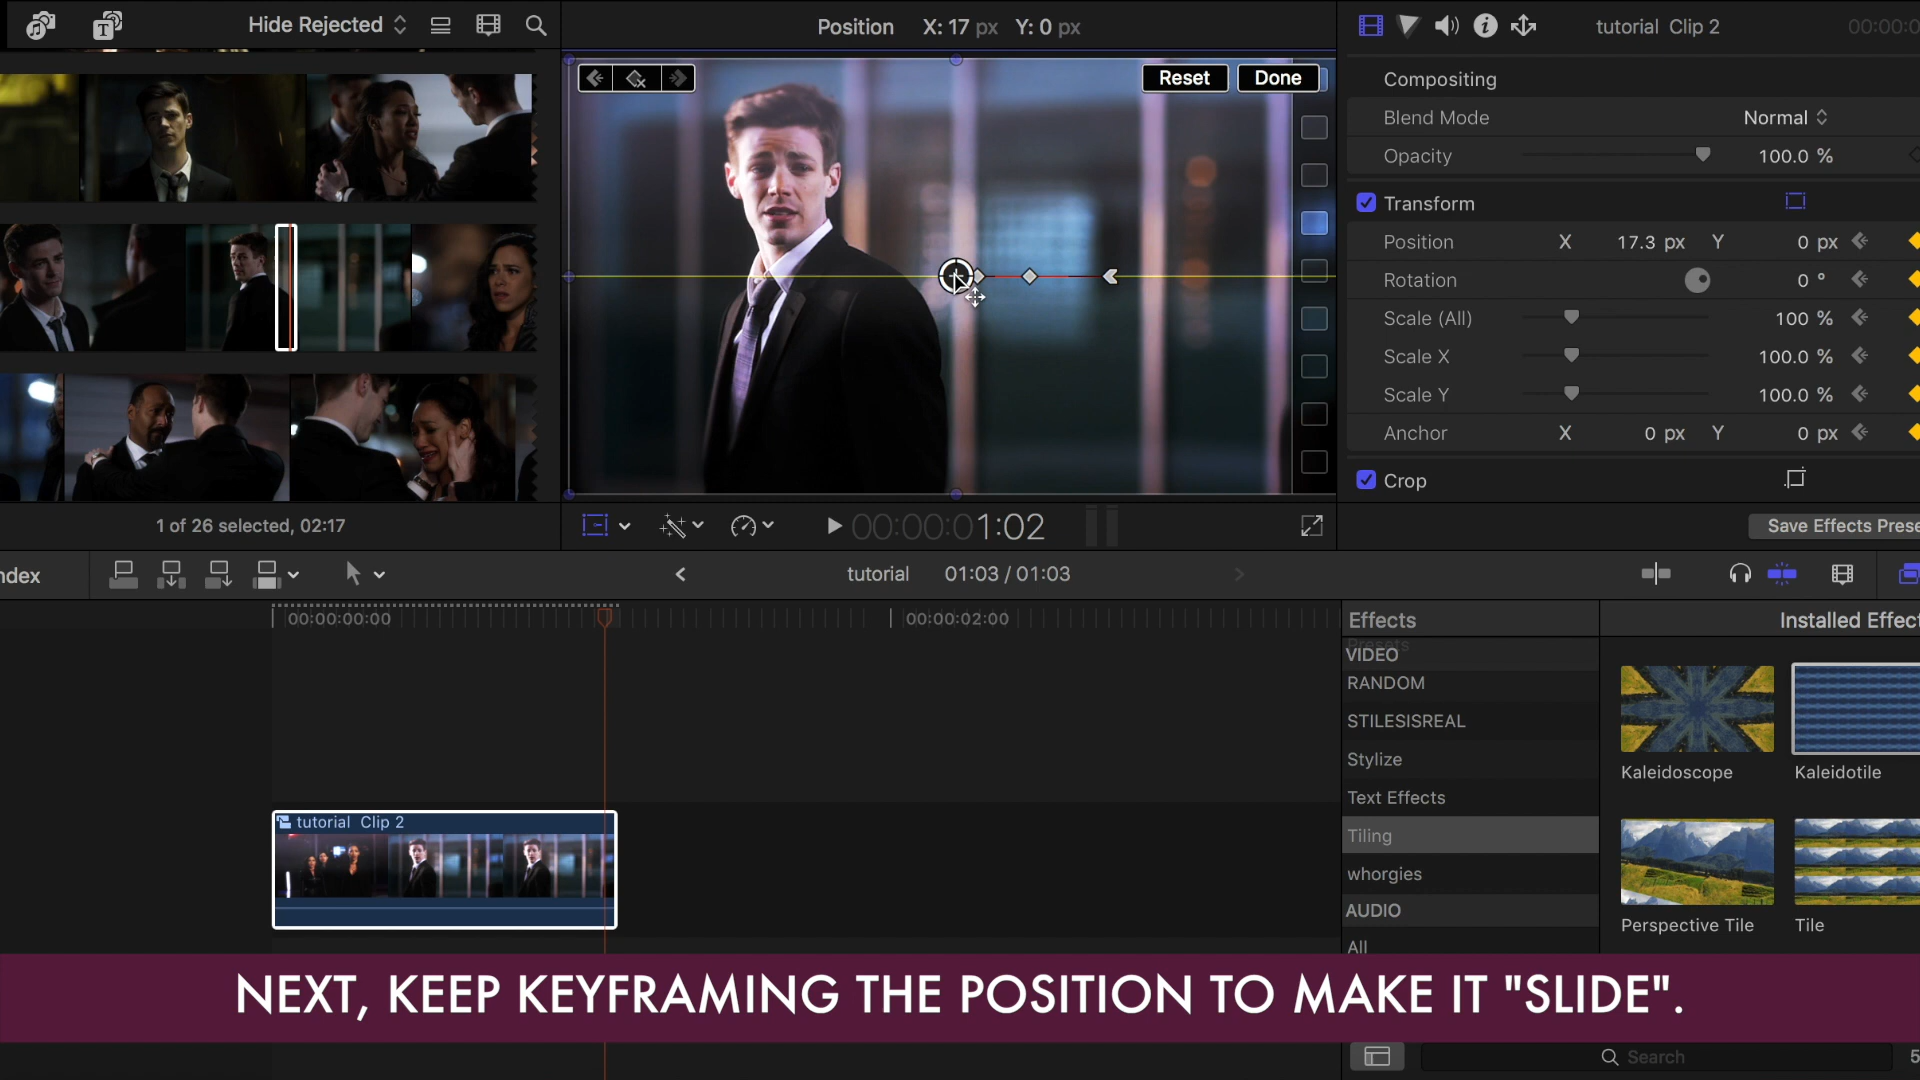 Hide Rejected
Position X: 17 px Y: 0 px
tutorial Clip 2
00:00:0
Reset
Done
Compositing
Blend Mode Normal
Opacity 100.0 %
Transform
Position X 17.3 px Y 0 px
Rotation 0 °
Scale (All) 100 %
Scale X 100.0 %
Scale Y 100.0 %
Anchor X 0 px Y 0 px
Crop
1 of 26 selected, 02:17
00:00:01:02
Save Effects Prese
ndex
tutorial 01:03 / 01:03
00:00:00:00
00:00:02:00
Effects
Installed Effect
Presets
VIDEO
RANDOM
STILESISREAL
Stylize
Text Effects
Tiling
whorgies
AUDIO
All
Kaleidoscope
Kaleidotile
Perspective Tile
Tile
tutorial Clip 2
NEXT, KEEP KEYFRAMING THE POSITION TO MAKE IT "SLIDE".
Search
5